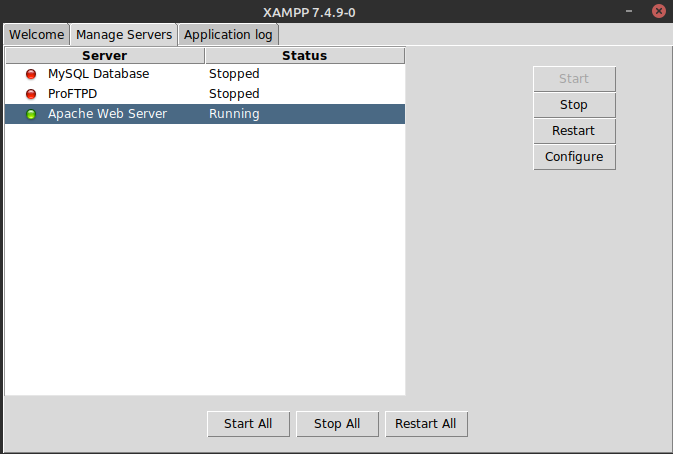 XAMPP 7.4.9-0
Welcome Manage Servers Application log
Server Status
MySQL Database Stopped
ProFTPD Stopped
Apache Web Server Running
Start
Stop
Restart
Configure
Start All Stop All Restart All